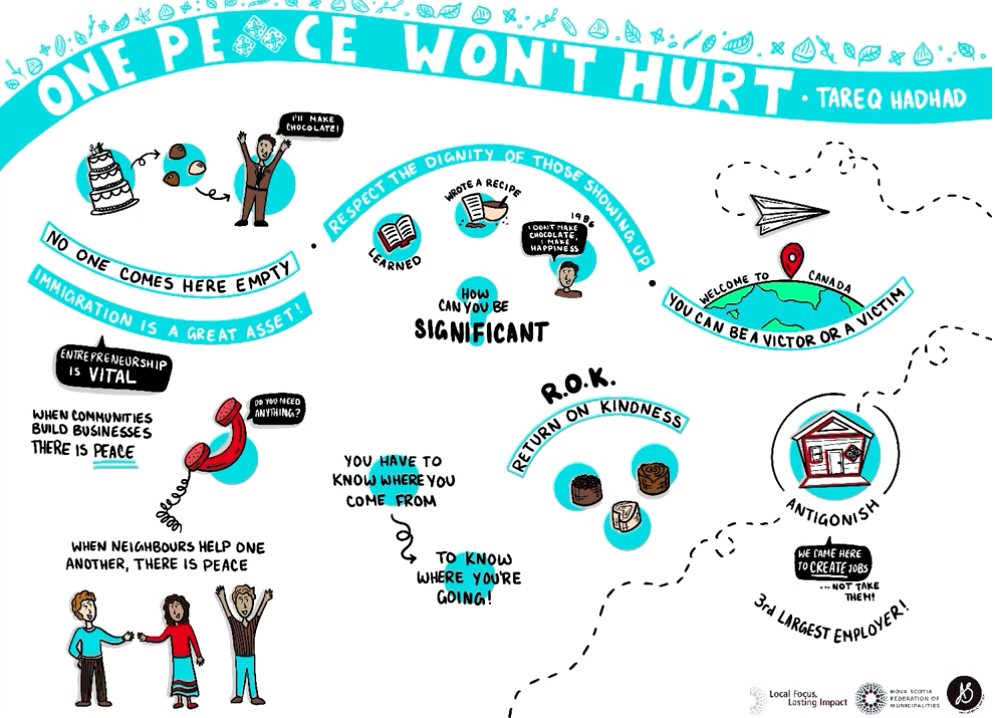 ONE PEACE WON'T HURT · TAREQ HADHAD
I'LL MAKE
CHOCOLATE!
NO ONE COMES HERE EMPTY
IMMIGRATION IS A GREAT ASSET!
ENTREPRENEURSHIP
IS VITAL
WHEN COMMUNITIES
BUILD BUSINESSES
THERE IS PEACE
DO YOU NEED
ANYTHING?
WHEN NEIGHBOURS HELP ONE
ANOTHER, THERE IS PEACE
RESPECT THE DIGNITY OF THOSE SHOWING UP
LEARNED
WROTE A RECIPE
1986
I DON'T MAKE
CHOCOLATE,
I MAKE
HAPPINESS
HOW
CAN YOU BE
SIGNIFICANT
YOU HAVE TO
KNOW WHERE YOU
COME FROM
TO KNOW
WHERE YOU'RE
GOING!
R.O.K.
RETURN ON KINDNESS
WELCOME TO CANADA
YOU CAN BE A VICTOR OR A VICTIM
ANTIGONISH
WE CAME HERE
TO CREATE JOBS
...NOT TAKE
THEM!
3rd LARGEST EMPLOYER!
Local Focus,
Lasting Impact
NOVA SCOTIA
FEDERATION OF
MUNICIPALITIES